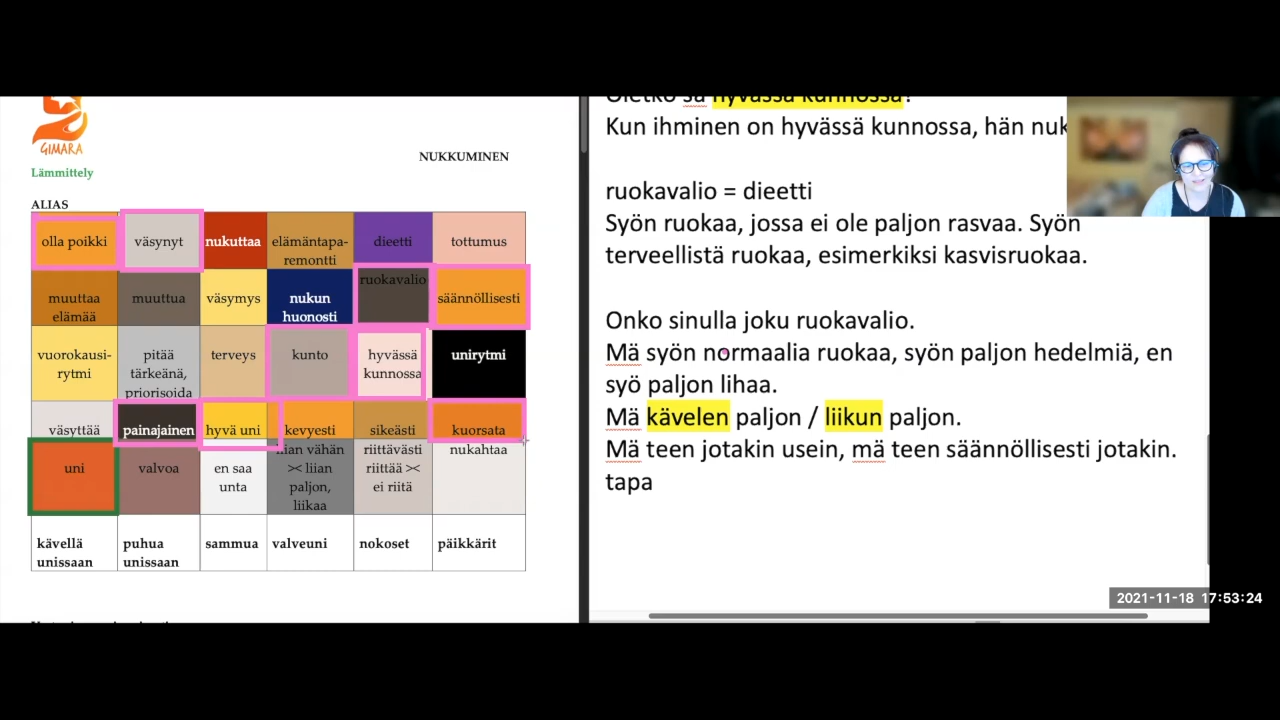 GIMARA
Lämmittely
NUKKUMINEN
ALIAS
olla poikki
väsynyt
nukuttaa
elämäntapa-
remontti
dieetti
tottumus
muuttaa
elämää
muuttua
väsymys
nukun
huonosti
ruokavalio
säännöllisesti
vuorokausi-
rytmi
pitää
tärkeänä,
priorisoida
terveys
kunto
hyvässä
kunnossa
unirytmi
väsyttää
painajainen
hyvä uni
kevyesti
sikeästi
kuorsata
uni
valvoa
en saa
unta
liian vähän
>< liian
paljon,
liikaa
riittävästi
riittää ><
ei riitä
nukahtaa
kävellä
unissaan
puhua
unissaan
sammua
valveuni
nokoset
päikkärit
Oletko sä hyvässä kunnossa?
Kun ihminen on hyvässä kunnossa, hän nuk
ruokavalio = dieetti
Syön ruokaa, jossa ei ole paljon rasvaa. Syön
terveellistä ruokaa, esimerkiksi kasvisruokaa.
Onko sinulla joku ruokavalio.
Mä syön normaalia ruokaa, syön paljon hedelmiä, en
syö paljon lihaa.
Mä kävelen paljon / liikun paljon.
Mä teen jotakin usein, mä teen säännöllisesti jotakin.
tapa
2021-11-18 17:53:24